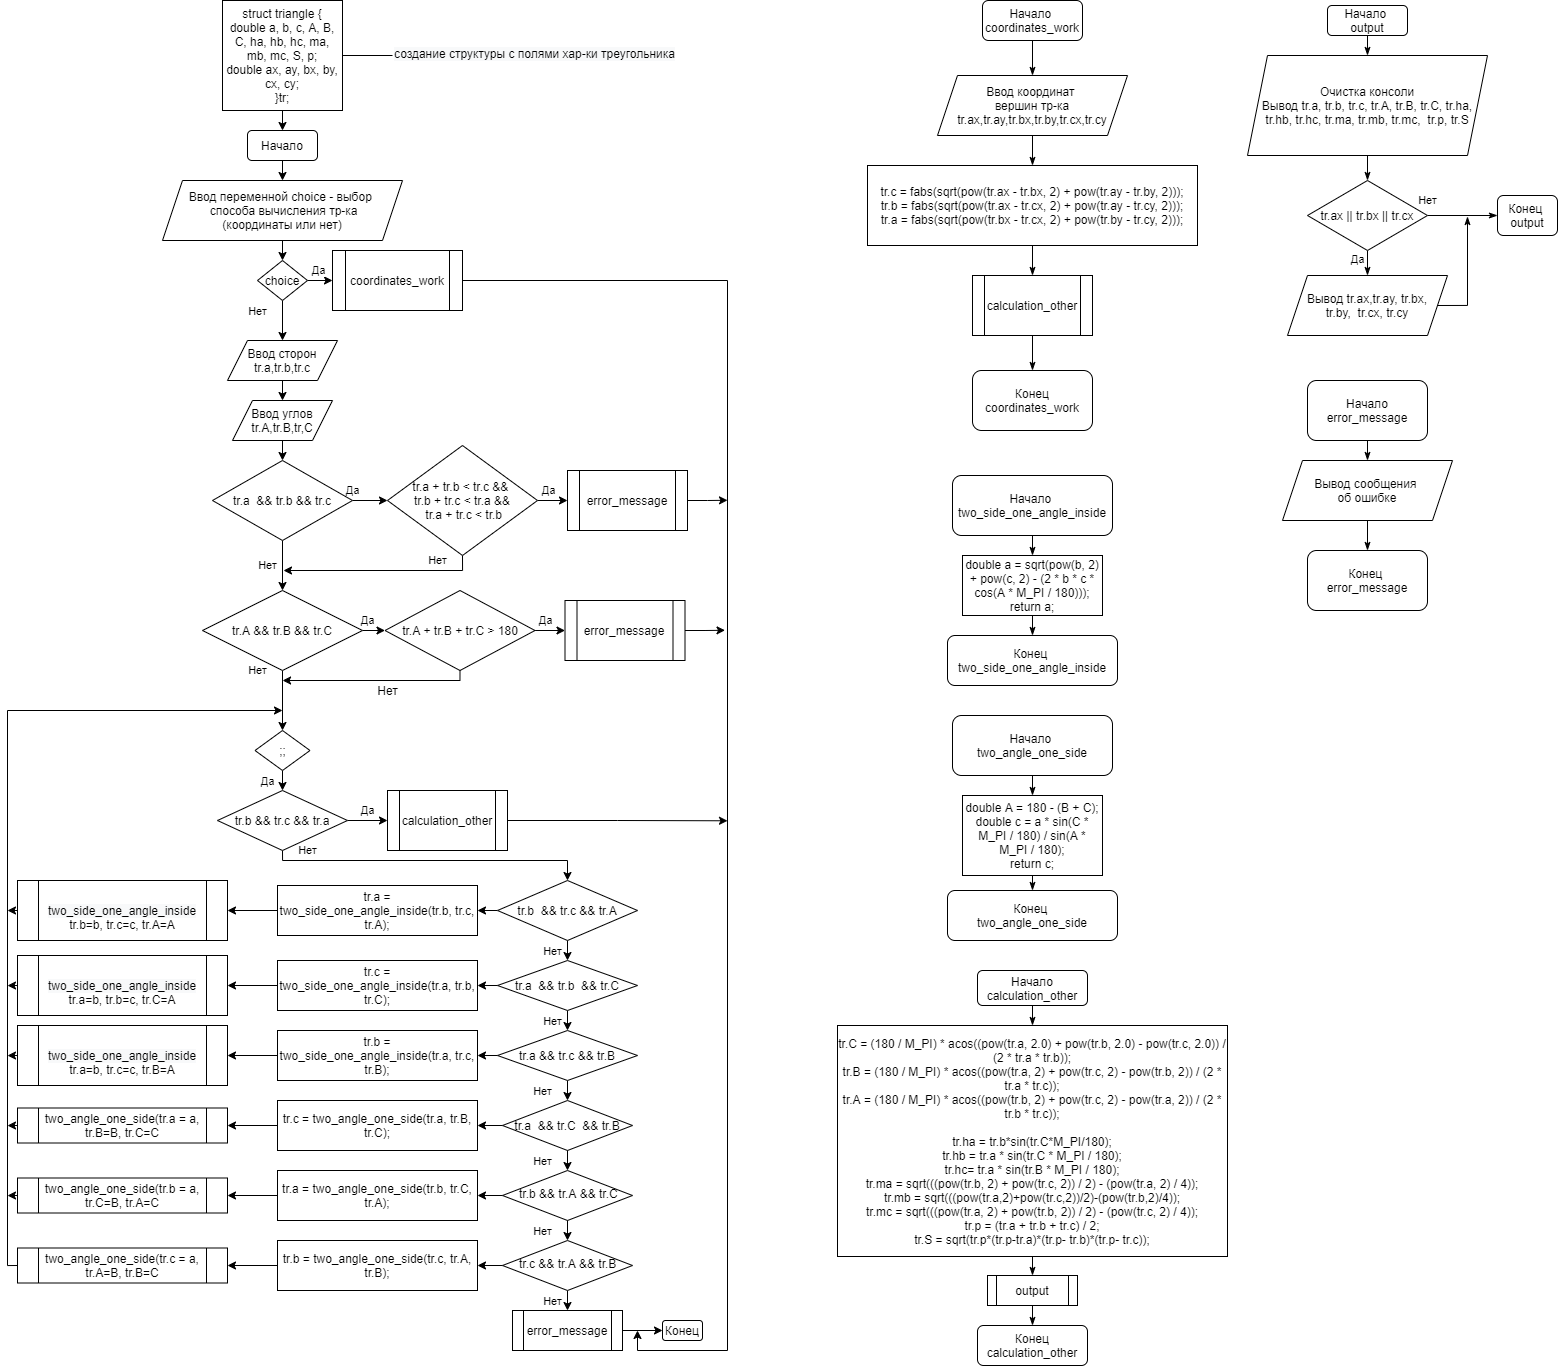 struct triangle {
double a, b, c, A, B,
C, ha, hb, hc, ma,
mb, mc, S, p;
double ax, ay, bx, by,
cx, cy;
}tr;
создание структуры с полями хар-ки треугольника
Начало
Ввод переменной choice - выбор
способа вычисления тр-ка
(координаты или нет)
choice
Да
coordinates_work
Нет
Ввод сторон
tr.a,tr.b,tr.c
Ввод углов
tr.A,tr.B,tr,C
tr.a && tr.b && tr.c
Да
tr.a + tr.b < tr.c &&
tr.b + tr.c < tr.a &&
tr.a + tr.c < tr.b
Да
error_message
Нет
Нет
tr.A && tr.B && tr.C
Да
tr.A + tr.B + tr.C > 180
Да
error_message
Нет
Нет
;;
Да
tr.b && tr.c && tr.a
Да
calculation_other
Нет
two_side_one_angle_inside
tr.b=b, tr.c=c, tr.A=A
tr.a =
two_side_one_angle_inside(tr.b, tr.c,
tr.A);
tr.b && tr.c && tr.A
Нет
two_side_one_angle_inside
tr.a=b, tr.b=c, tr.C=A
tr.c =
two_side_one_angle_inside(tr.a, tr.b,
tr.C);
tr.a && tr.b && tr.C
Нет
two_side_one_angle_inside
tr.a=b, tr.c=c, tr.B=A
tr.b =
two_side_one_angle_inside(tr.a, tr.c,
tr.B);
tr.a && tr.c && tr.B
Нет
two_angle_one_side(tr.a = a,
tr.B=B, tr.C=C
tr.c = two_angle_one_side(tr.a, tr.B,
tr.C);
tr.a && tr.C && tr.B
Нет
two_angle_one_side(tr.b = a,
tr.C=B, tr.A=C
tr.a = two_angle_one_side(tr.b, tr.C,
tr.A);
tr.b && tr.A && tr.C
Нет
two_angle_one_side(tr.c = a,
tr.A=B, tr.B=C
tr.b = two_angle_one_side(tr.c, tr.A,
tr.B);
tr.c && tr.A && tr.B
Нет
error_message
Конец
Начало
coordinates_work
Ввод координат
вершин тр-ка
tr.ax,tr.ay,tr.bx,tr.by,tr.cx,tr.cy
tr.c = fabs(sqrt(pow(tr.ax - tr.bx, 2) + pow(tr.ay - tr.by, 2)));
tr.b = fabs(sqrt(pow(tr.ax - tr.cx, 2) + pow(tr.ay - tr.cy, 2)));
tr.a = fabs(sqrt(pow(tr.bx - tr.cx, 2) + pow(tr.by - tr.cy, 2)));
calculation_other
Конец
coordinates_work
Начало
two_side_one_angle_inside
double a = sqrt(pow(b, 2)
+ pow(c, 2) - (2 * b * c *
cos(A * M_PI / 180)));
return a;
Конец
two_side_one_angle_inside
Начало
two_angle_one_side
double A = 180 - (B + C);
double c = a * sin(C *
M_PI / 180) / sin(A *
M_PI / 180);
return c;
Конец
two_angle_one_side
Начало
calculation_other
tr.C = (180 / M_PI) * acos((pow(tr.a, 2.0) + pow(tr.b, 2.0) - pow(tr.c, 2.0)) /
(2 * tr.a * tr.b));
tr.B = (180 / M_PI) * acos((pow(tr.a, 2) + pow(tr.c, 2) - pow(tr.b, 2)) / (2 *
tr.a * tr.c));
tr.A = (180 / M_PI) * acos((pow(tr.b, 2) + pow(tr.c, 2) - pow(tr.a, 2)) / (2 *
tr.b * tr.c));
tr.ha = tr.b*sin(tr.C*M_PI/180);
tr.hb = tr.a * sin(tr.C * M_PI / 180);
tr.hc= tr.a * sin(tr.B * M_PI / 180);
tr.ma = sqrt(((pow(tr.b, 2) + pow(tr.c, 2)) / 2) - (pow(tr.a, 2) / 4));
tr.mb = sqrt(((pow(tr.a,2)+pow(tr.c,2))/2)-(pow(tr.b,2)/4));
tr.mc = sqrt(((pow(tr.a, 2) + pow(tr.b, 2)) / 2) - (pow(tr.c, 2) / 4));
tr.p = (tr.a + tr.b + tr.c) / 2;
tr.S = sqrt(tr.p*(tr.p-tr.a)*(tr.p- tr.b)*(tr.p- tr.c));
output
Конец
calculation_other
Начало
output
Очистка консоли
Вывод tr.a, tr.b, tr.c, tr.A, tr.B, tr.C, tr.ha,
tr.hb, tr.hc, tr.ma, tr.mb, tr.mc, tr.p, tr.S
tr.ax || tr.bx || tr.cx
Нет
Конец
output
Да
Вывод tr.ax,tr.ay, tr.bx,
tr.by, tr.cx, tr.cy
Начало
error_message
Вывод сообщения
об ошибке
Конец
error_message